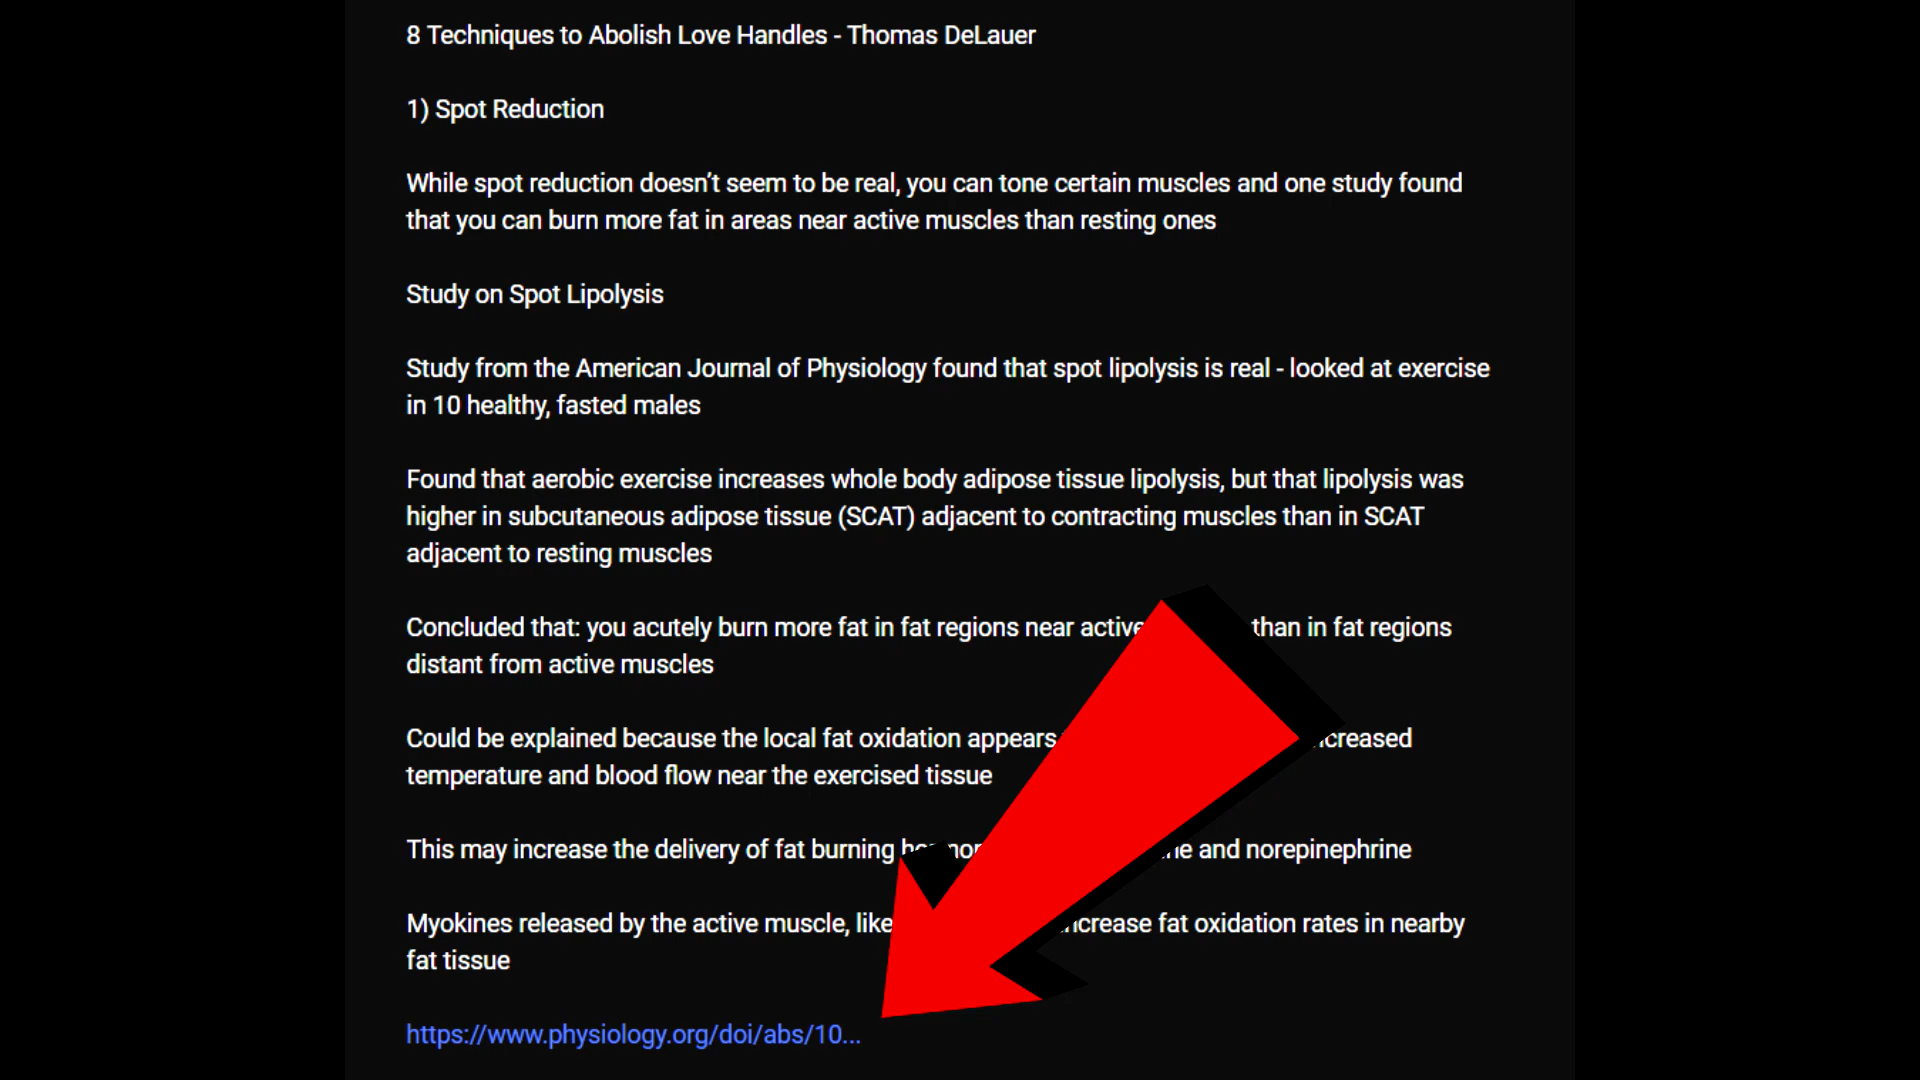 8 Techniques to Abolish Love Handles - Thomas DeLauer
1) Spot Reduction
While spot reduction doesn’t seem to be real, you can tone certain muscles and one study found
that you can burn more fat in areas near active muscles than resting ones
Study on Spot Lipolysis
Study from the American Journal of Physiology found that spot lipolysis is real - looked at exercise
in 10 healthy, fasted males
Found that aerobic exercise increases whole body adipose tissue lipolysis, but that lipolysis was
higher in subcutaneous adipose tissue (SCAT) adjacent to contracting muscles than in SCAT
adjacent to resting muscles
Concluded that: you acutely burn more fat in fat regions near active than in fat regions
distant from active muscles
Could be explained because the local fat oxidation appears
temperature and blood flow near the exercised tissue
This may increase the delivery of fat burning and norepinephrine
Myokines released by the active muscle, like increase fat oxidation rates in nearby
fat tissue
https://www.physiology.org/doi/abs/10...